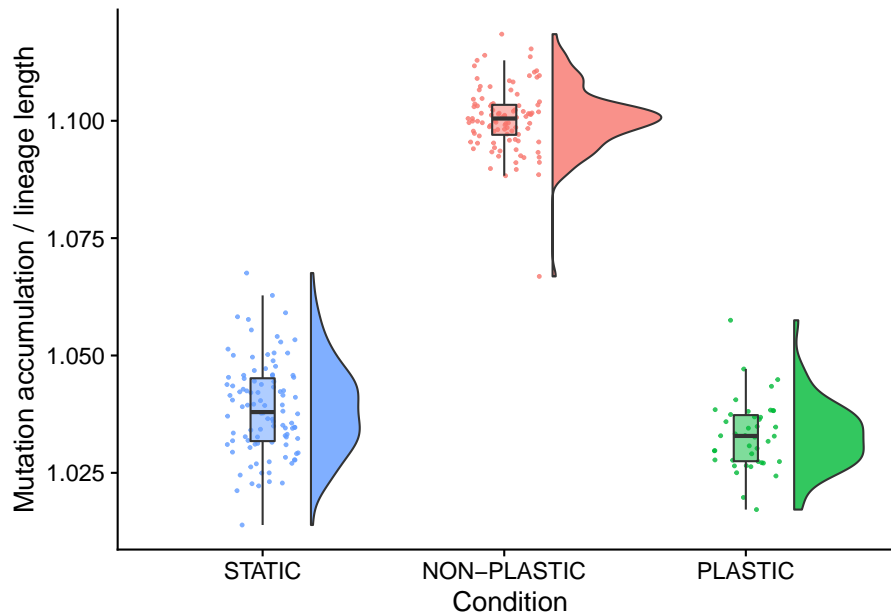 Mutation accumulation / lineage length
1.100
1.075
1.050
1.025
STATIC
NON−PLASTIC
PLASTIC
Condition